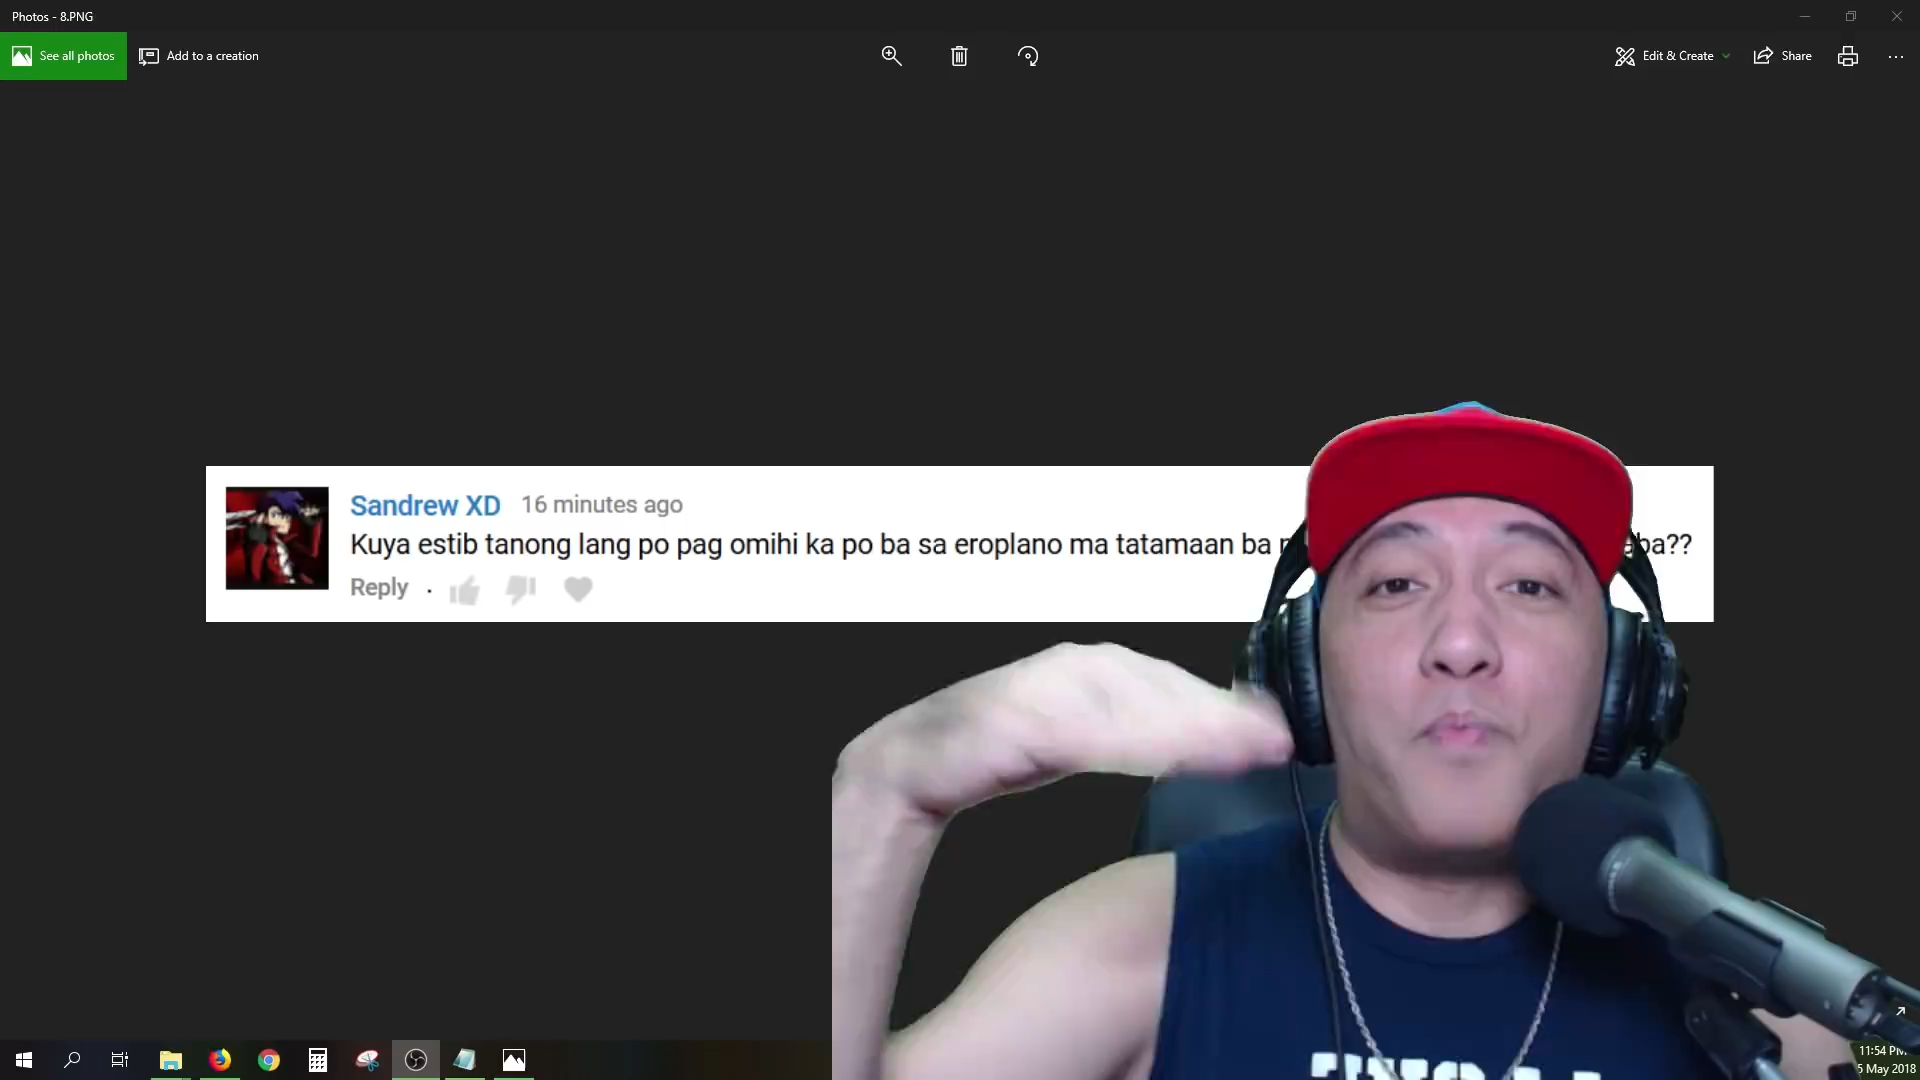 Photos - 8.PNG
See all photos
Add to a creation
Edit & Create
Share
Sandrew XD 16 minutes ago
Kuya estib tanong lang po pag omihi ka po ba sa eroplano ma tatamaan ba
Reply
11:54 PM
5 May 2018